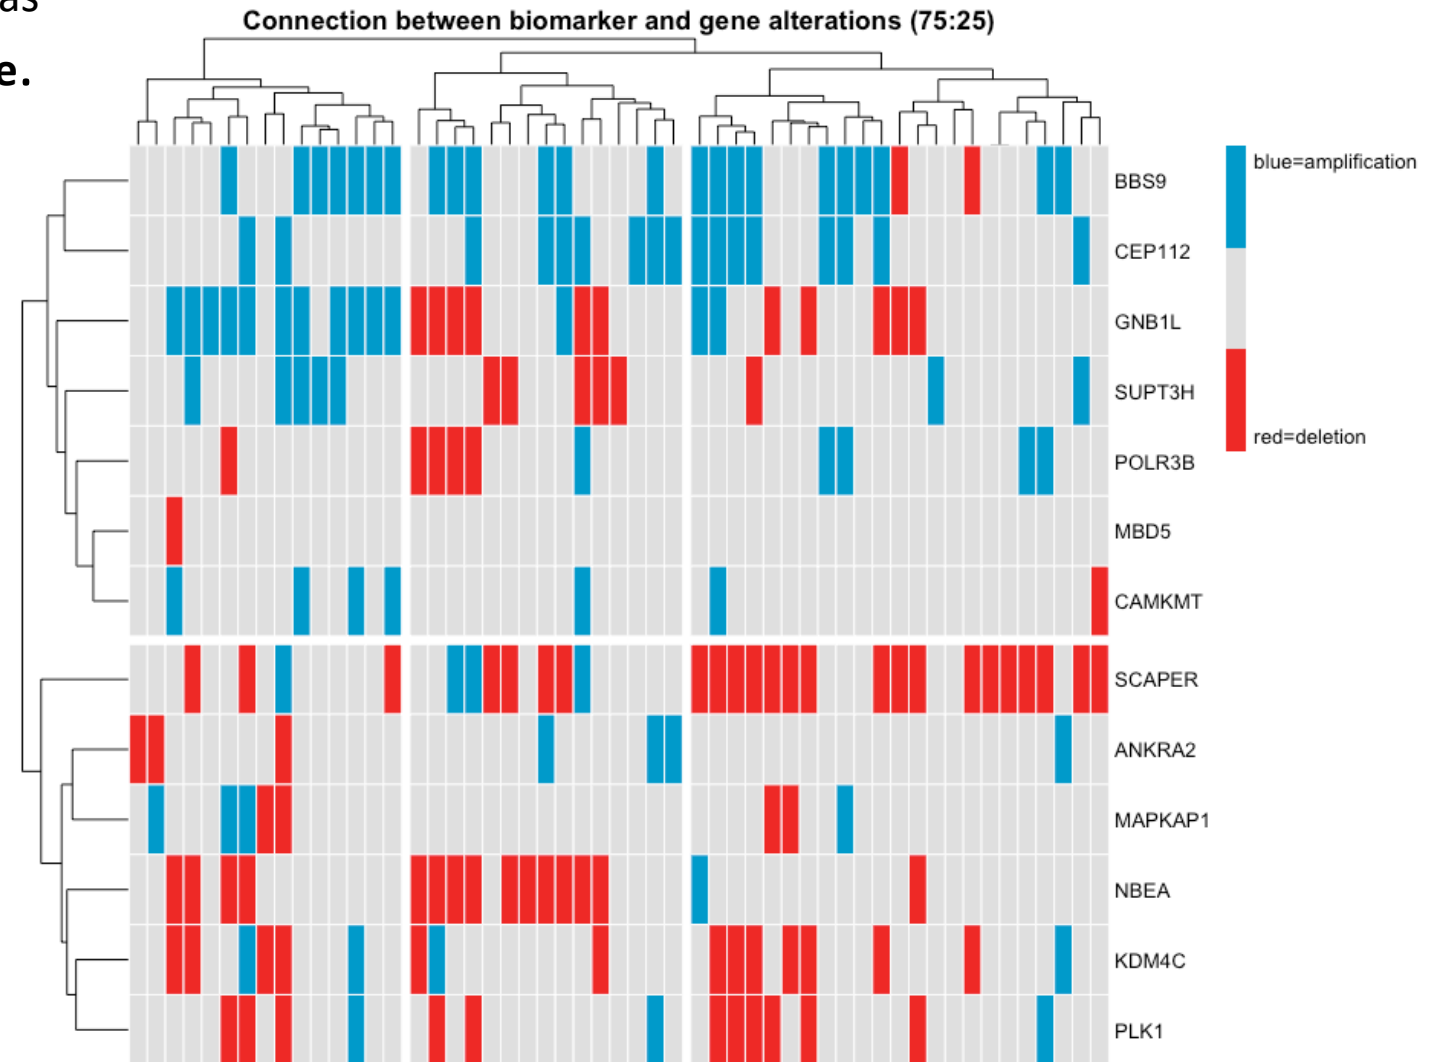 as
e.
Connection between biomarker and gene alterations (75:25)
BBS9
blue=amplification
CEP112
GNB1L
SUPT3H
red=deletion
POLR3B
MBD5
CAMKMT
SCAPER
ANKRA2
MAPKAP1
NBEA
KDM4C
PLK1